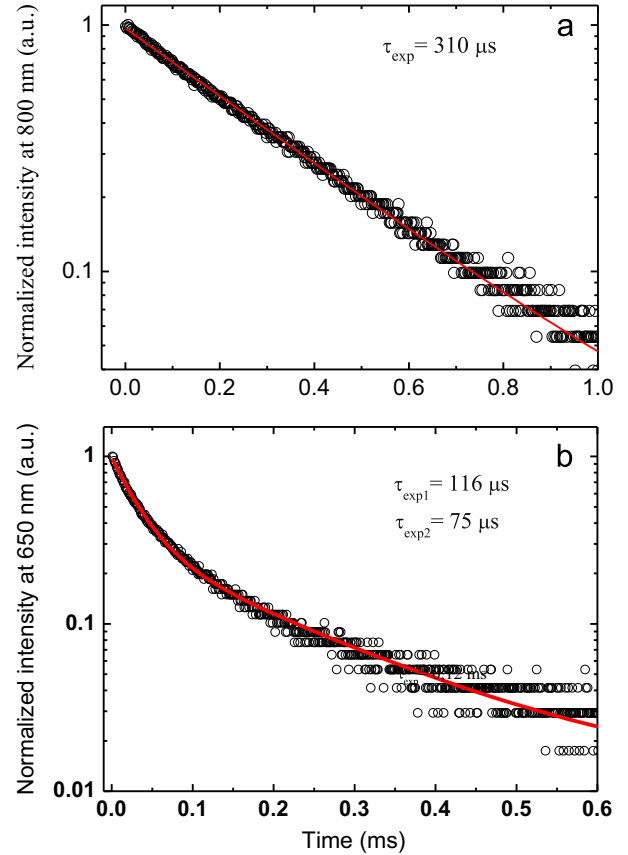 a
τexp= 310 μs
Normalized intensity at 800 nm (a.u.)
1
0.1
0.0 0.2 0.4 0.6 0.8 1.0
b
τexp1= 116 μs
τexp2= 75 μs
Normalized intensity at 650 nm (a.u.)
1
0.1
0.01
ms
0.0 0.1 0.2 0.3 0.4 0.5 0.6
Time (ms)